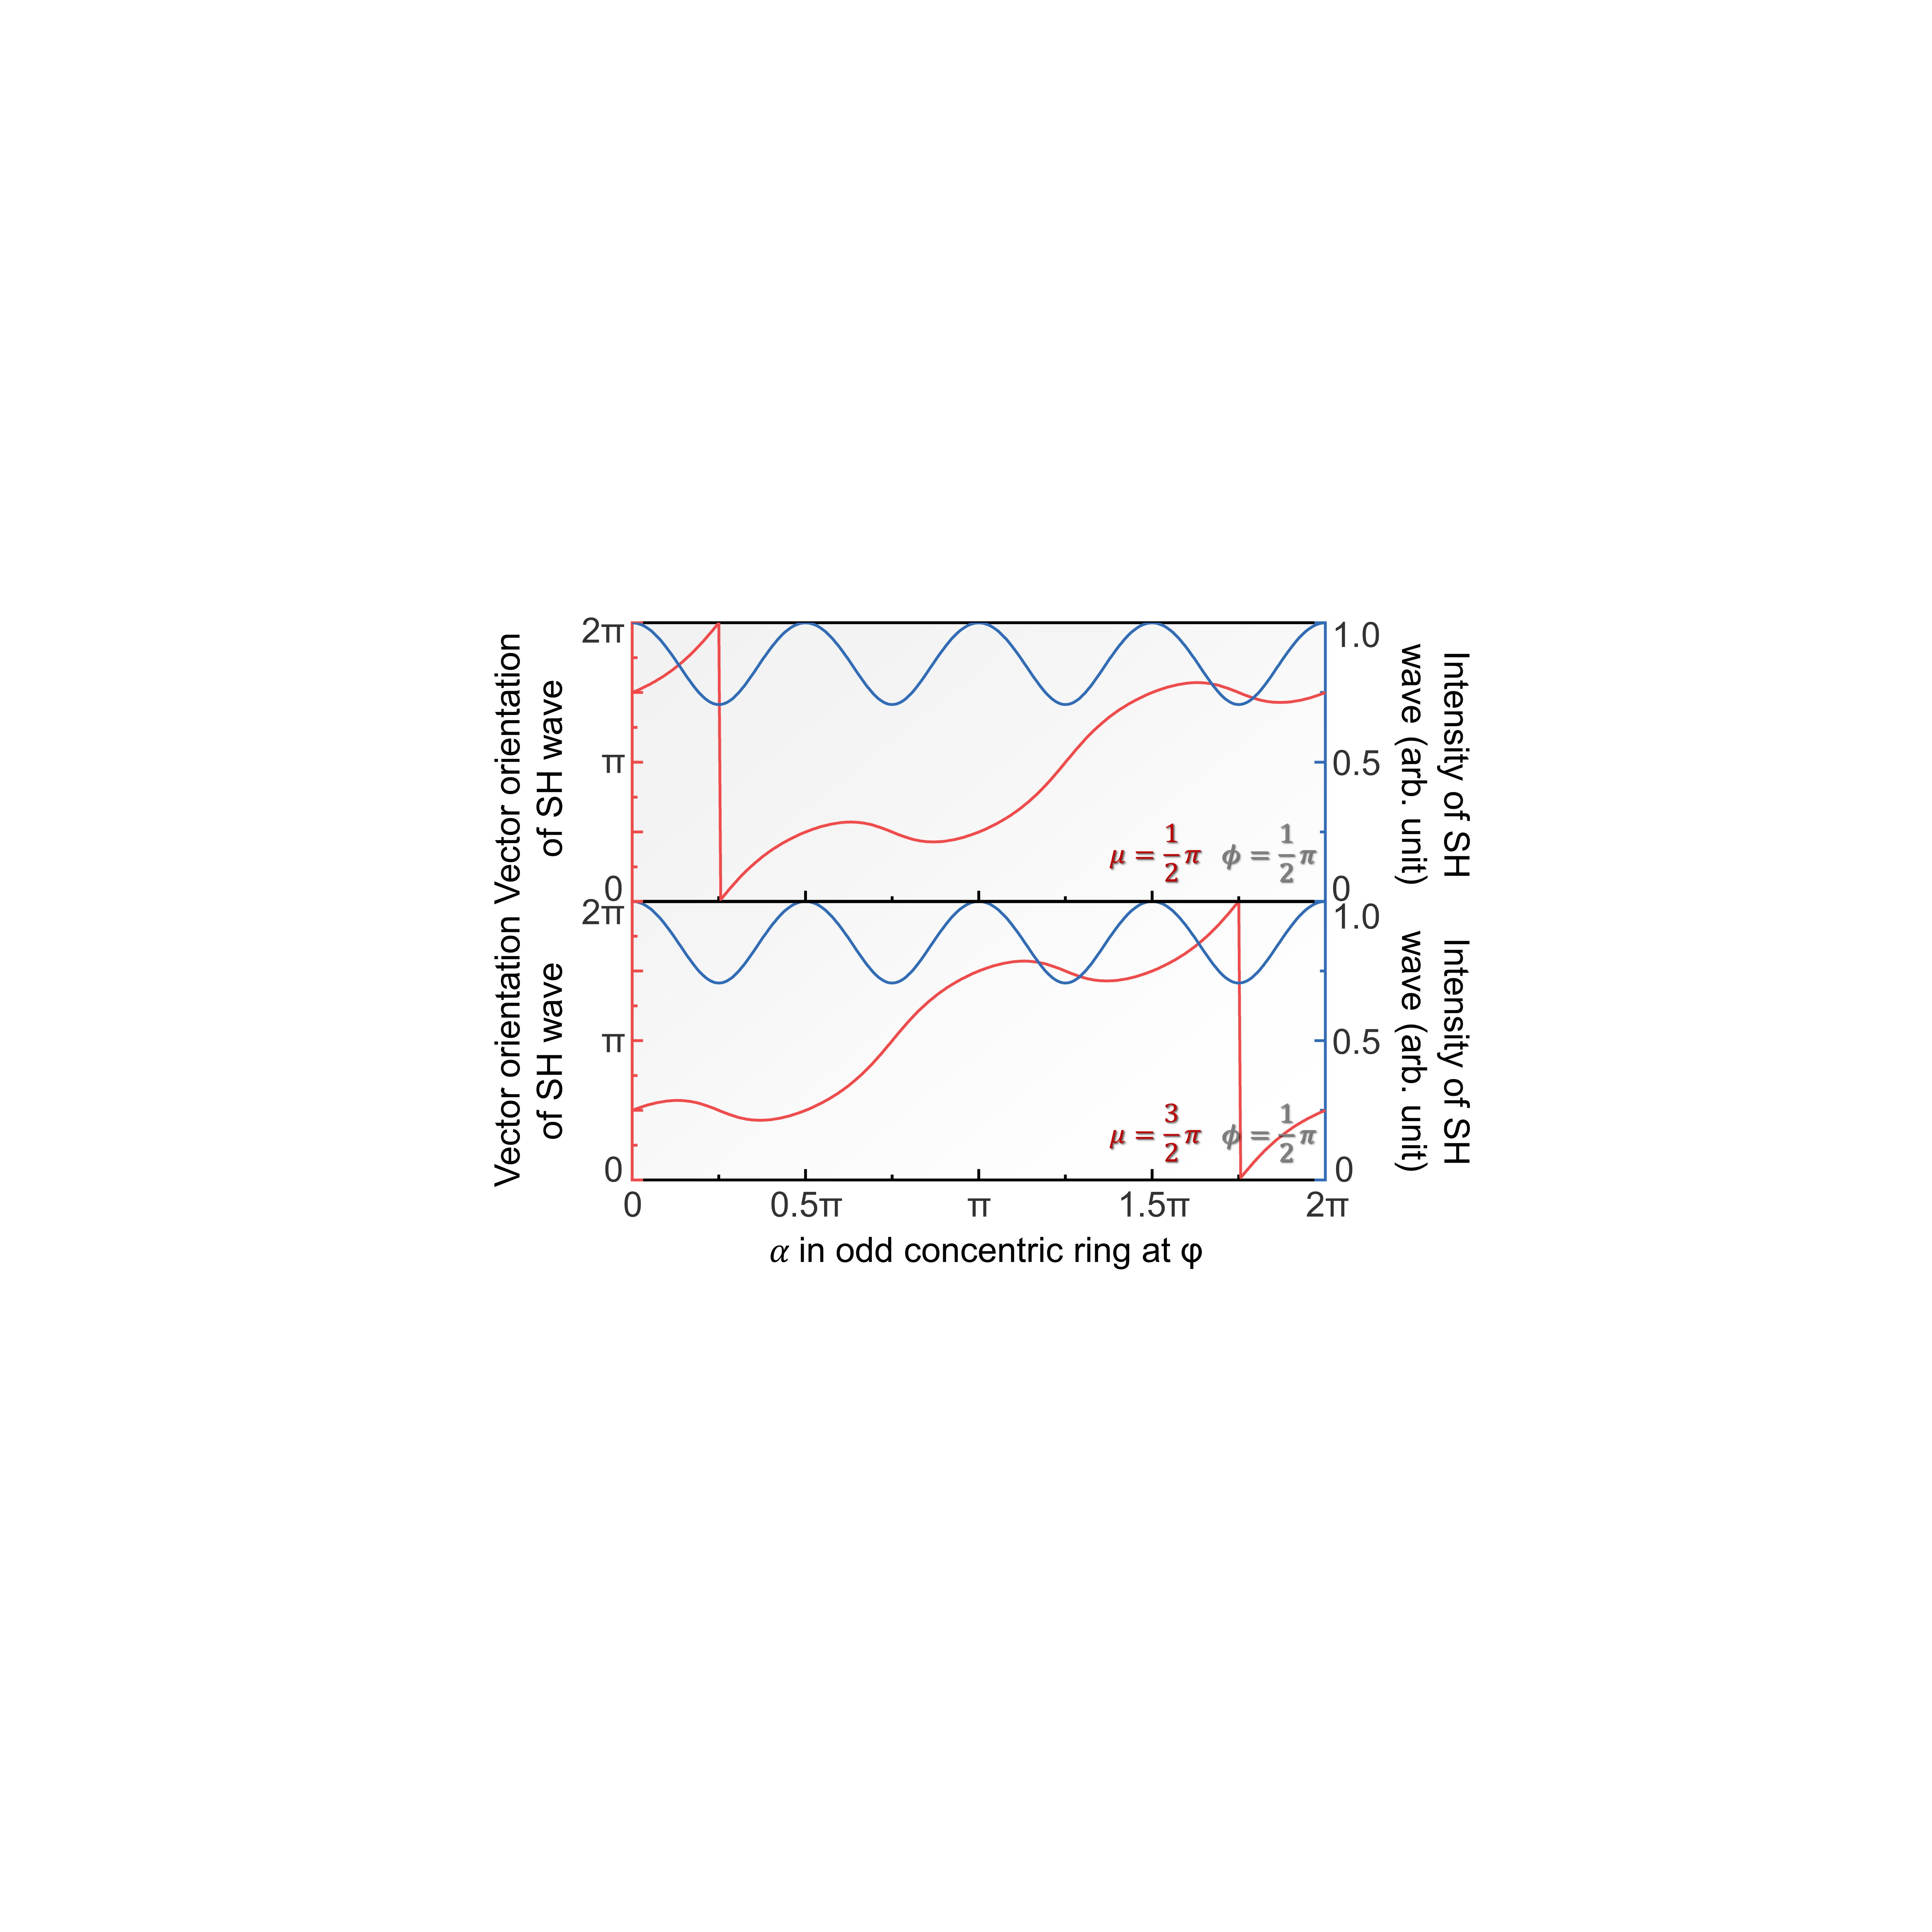 Vector orientation
of SH wave
2π
π
0
1.0
0.5
0
Intensity of SH
wave (arb. unit)
μ = 1/2 π ϕ = 1/2 π
Vector orientation
of SH wave
2π
π
0
1.0
0.5
0
Intensity of SH
wave (arb. unit)
μ = 3/2 π ϕ = 1/2 π
0 0.5π π 1.5π 2π
α in odd concentric ring at φ